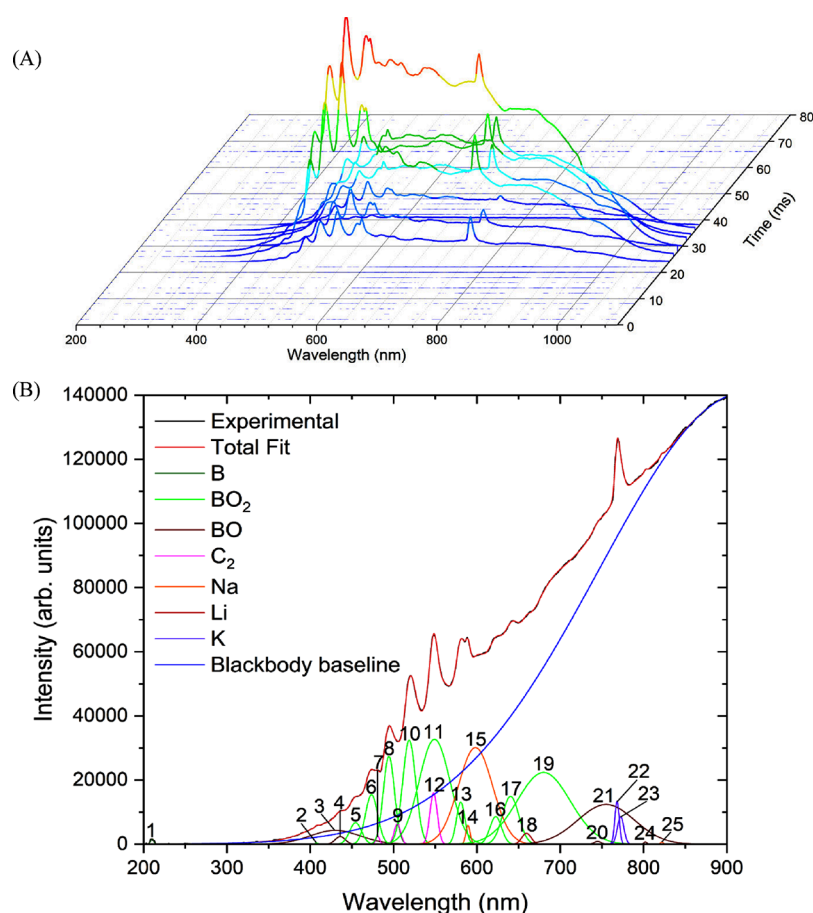 (A)
80
70
60
50
40
30
20
10
0
Time (ms)
200 400 600 800 1000
Wavelength (nm)
(B)
140000
120000
100000
80000
60000
40000
20000
0
Intensity (arb. units)
Experimental
Total Fit
B
BO₂
BO
C₂
Na
Li
K
Blackbody baseline
1 2 3 4 5 6 7 8 9 10 11 12 13 14 15 16 17 18 19 20 21 22 23 24 25
200 300 400 500 600 700 800 900
Wavelength (nm)